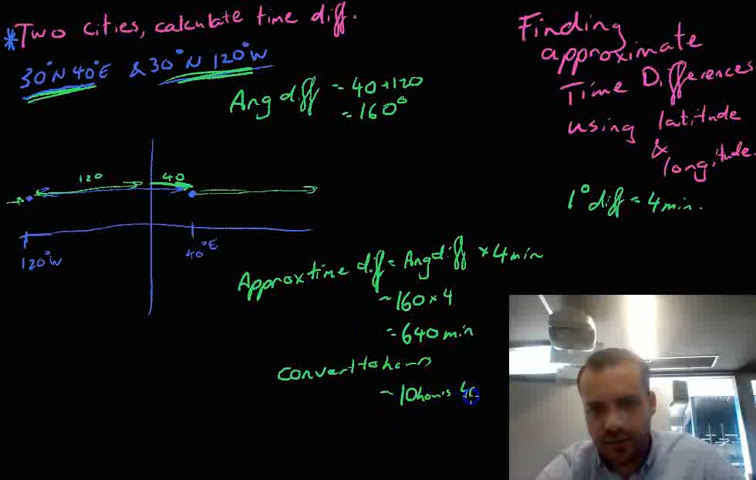 *Two cities, calculate time diff.
30°N 40°E & 30°N 120°W
Ang diff = 40+120
= 160°
Finding
approximate
Time Differences
using latitude
&
longitude.
1° diff = 4 min.
120
40
120°W
40°E
Approx time diff = Ang diff × 4 min
= 160 × 4
= 640 min
Convert to hours
= 10 hours